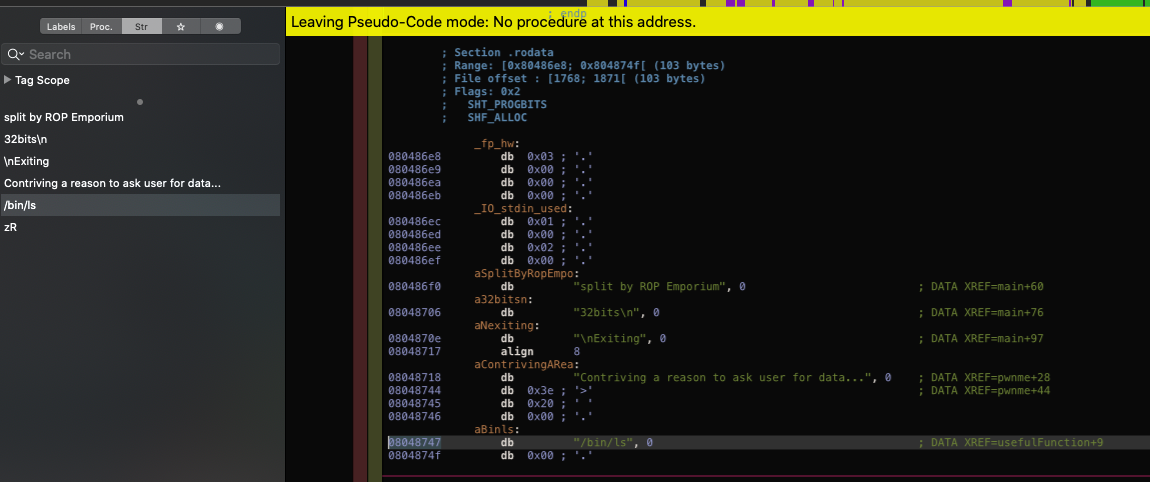 ; endp
Leaving Pseudo-Code mode: No procedure at this address.
Labels Proc. Str
Search
Tag Scope
split by ROP Emporium
32bits\n
\nExiting
Contriving a reason to ask user for data...
/bin/ls
zR
; Section .rodata
; Range: [0x80486e8; 0x804874f[ (103 bytes)
; File offset : [1768; 1871[ (103 bytes)
; Flags: 0x2
;   SHT_PROGBITS
;   SHF_ALLOC
_fp_hw:
080486e8 db 0x03 ; '.'
080486e9 db 0x00 ; '.'
080486ea db 0x00 ; '.'
080486eb db 0x00 ; '.'
_IO_stdin_used:
080486ec db 0x01 ; '.'
080486ed db 0x00 ; '.'
080486ee db 0x02 ; '.'
080486ef db 0x00 ; '.'
aSplitByRopEmpo:
080486f0 db "split by ROP Emporium", 0 ; DATA XREF=main+60
a32bitsn:
08048706 db "32bits\n", 0 ; DATA XREF=main+76
aNexiting:
0804870e db "\nExiting", 0 ; DATA XREF=main+97
08048717 align 8
aContrivingARea:
08048718 db "Contriving a reason to ask user for data...", 0 ; DATA XREF=pwnme+28
08048744 db 0x3e ; '>' ; DATA XREF=pwnme+44
08048745 db 0x20 ; ' '
08048746 db 0x00 ; '.'
aBinls:
08048747 db "/bin/ls", 0 ; DATA XREF=usefulFunction+9
0804874f db 0x00 ; '.'